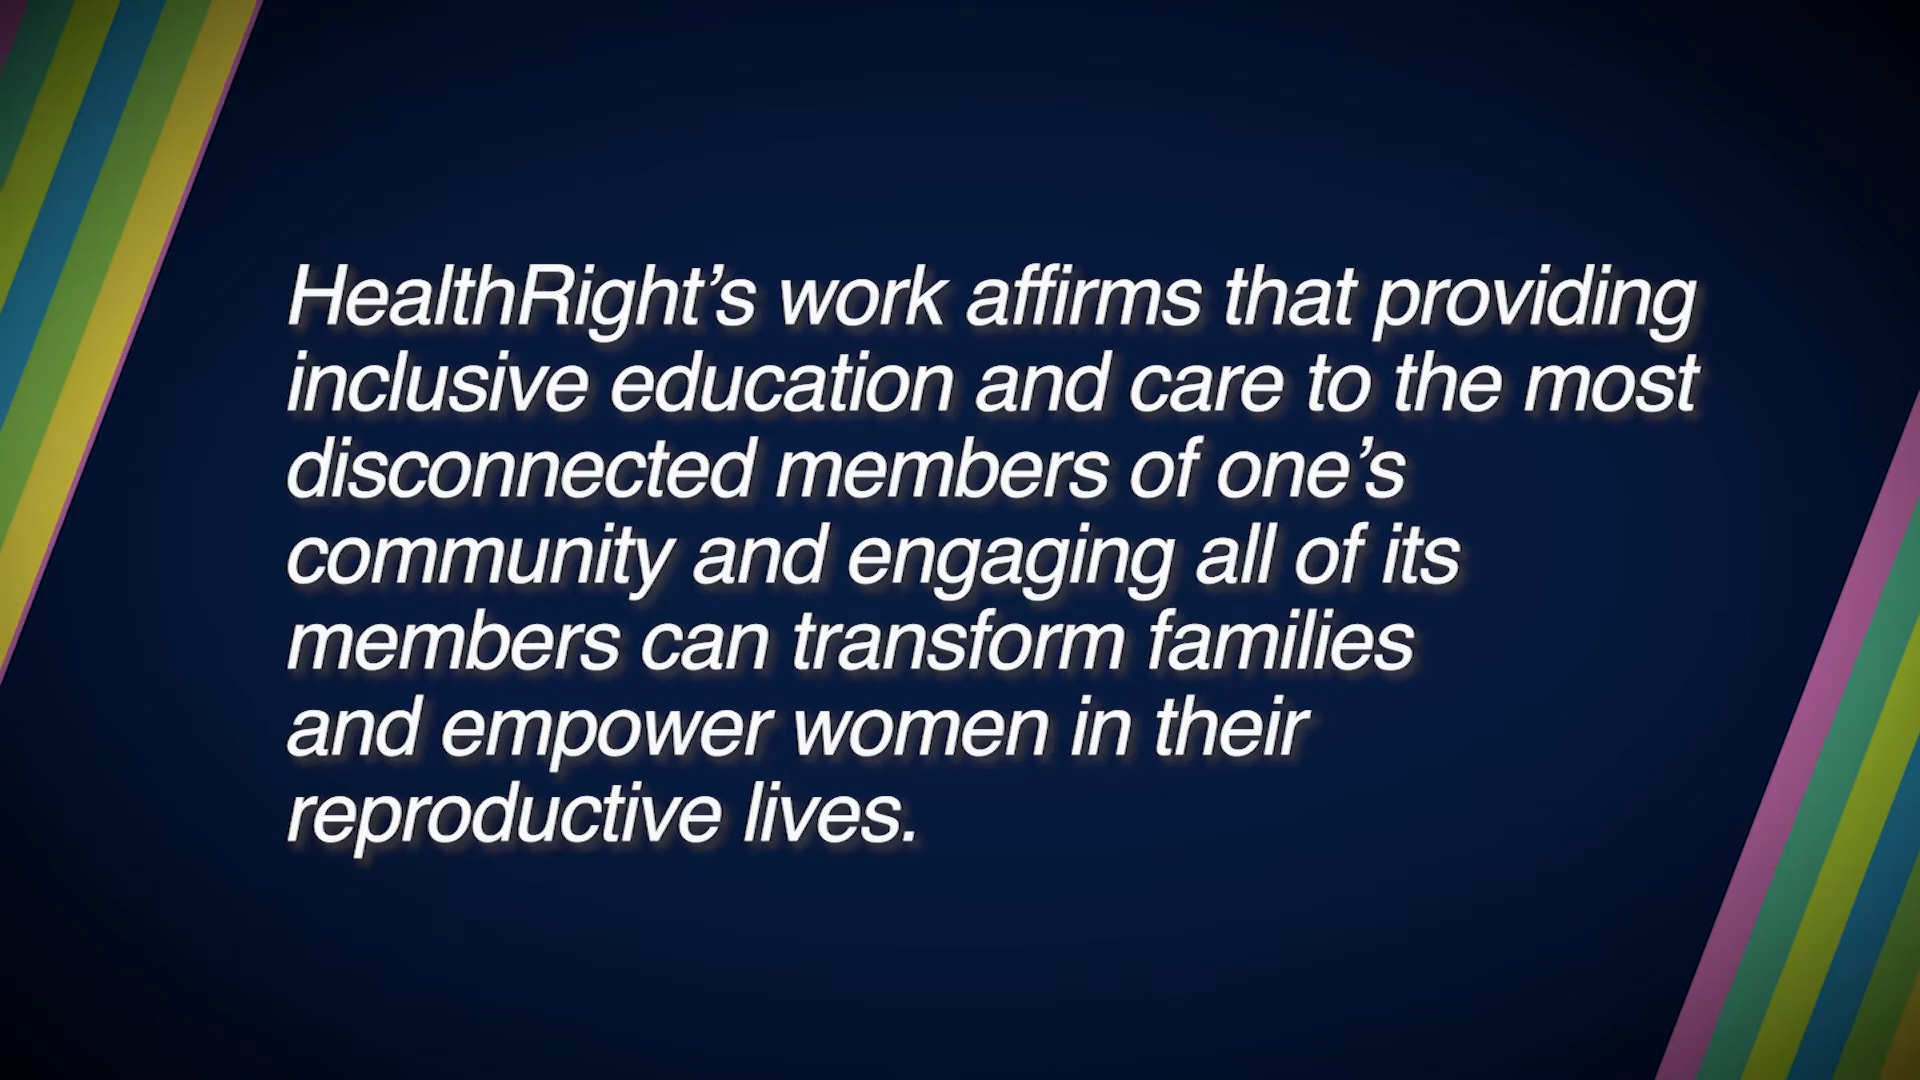 HealthRight’s work affirms that providing
inclusive education and care to the most
disconnected members of one’s
community and engaging all of its
members can transform families
and empower women in their
reproductive lives.